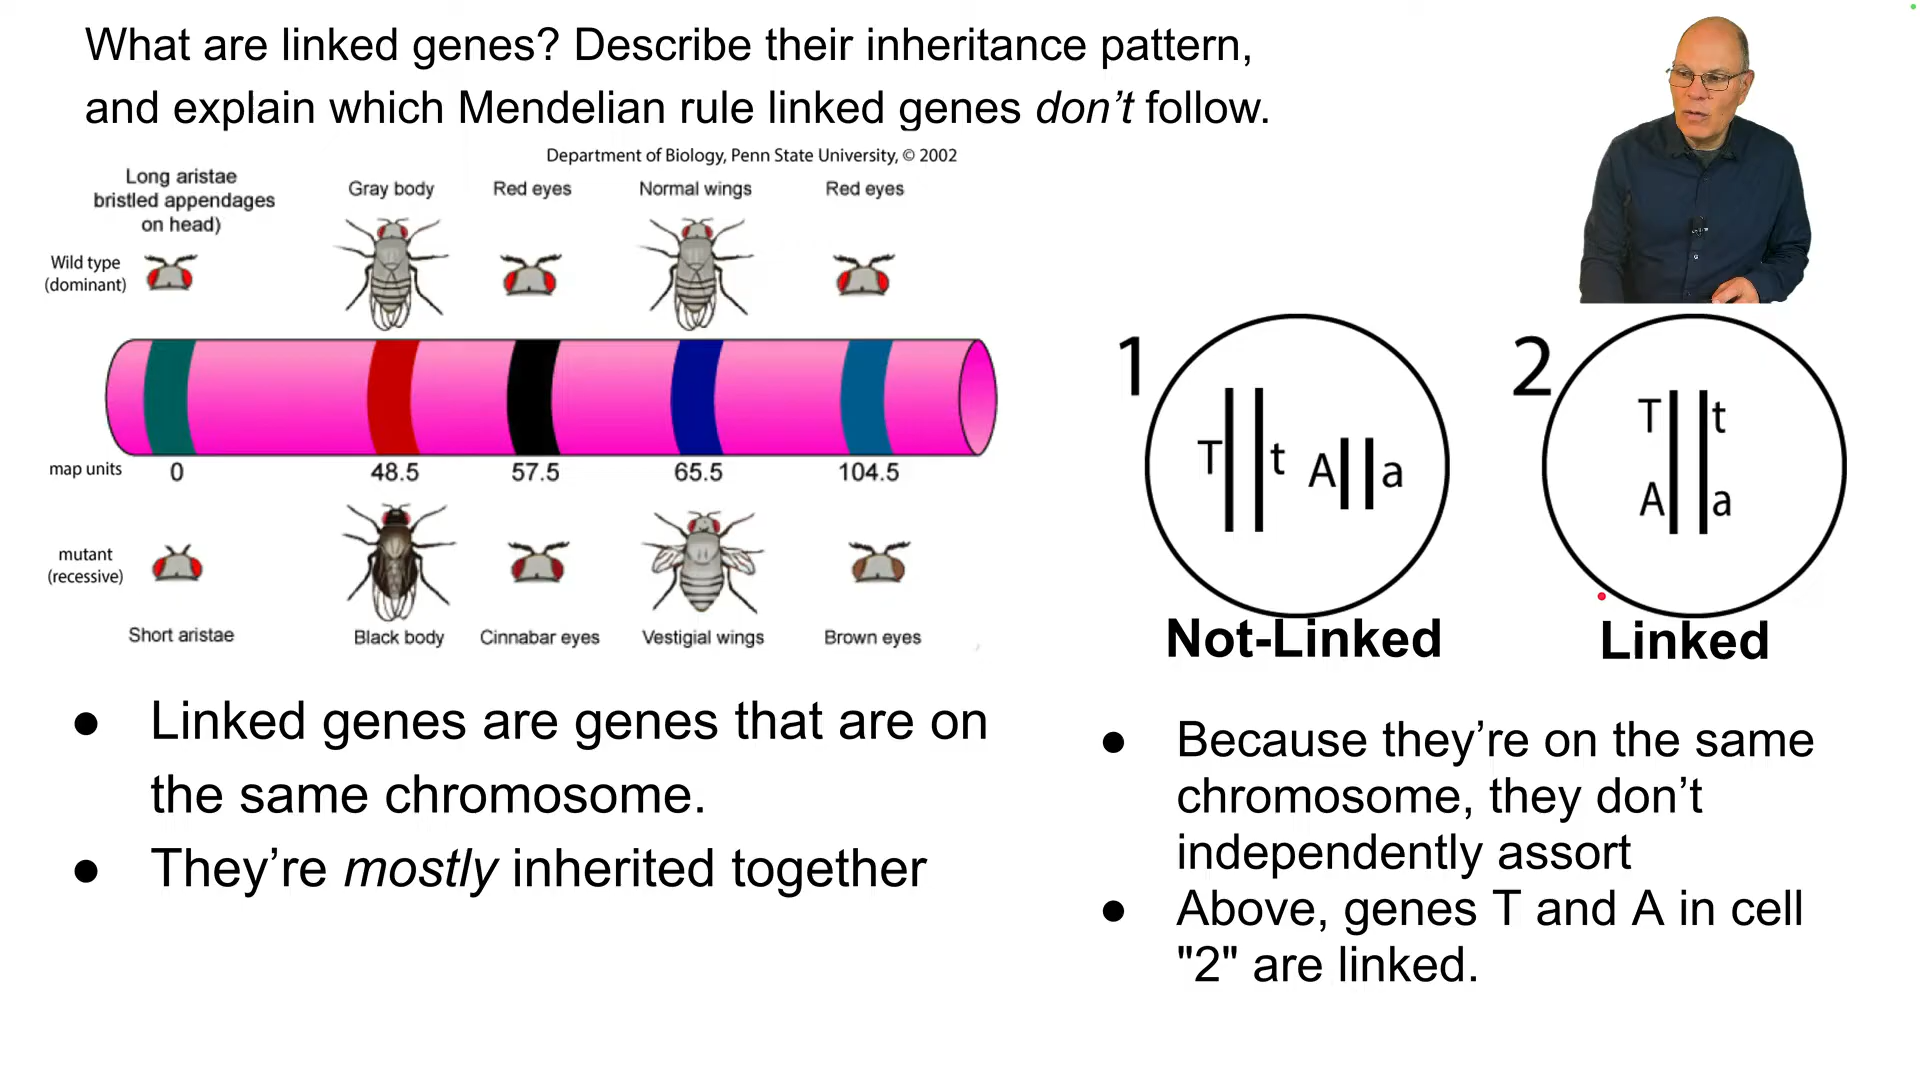 What are linked genes? Describe their inheritance pattern,
and explain which Mendelian rule linked genes don’t follow.
Department of Biology, Penn State University, © 2002
Long aristae
bristled appendages
on head)
Gray body
Red eyes
Normal wings
Red eyes
Wild type
(dominant)
map units
0
48.5
57.5
65.5
104.5
mutant
(recessive)
Short aristae
Black body
Cinnabar eyes
Vestigial wings
Brown eyes
● Linked genes are genes that are on
the same chromosome.
● They’re mostly inherited together
1
T
t
A
a
Not-Linked
2
T
t
A
a
Linked
● Because they’re on the same
chromosome, they don’t
independently assort
● Above, genes T and A in cell
"2" are linked.